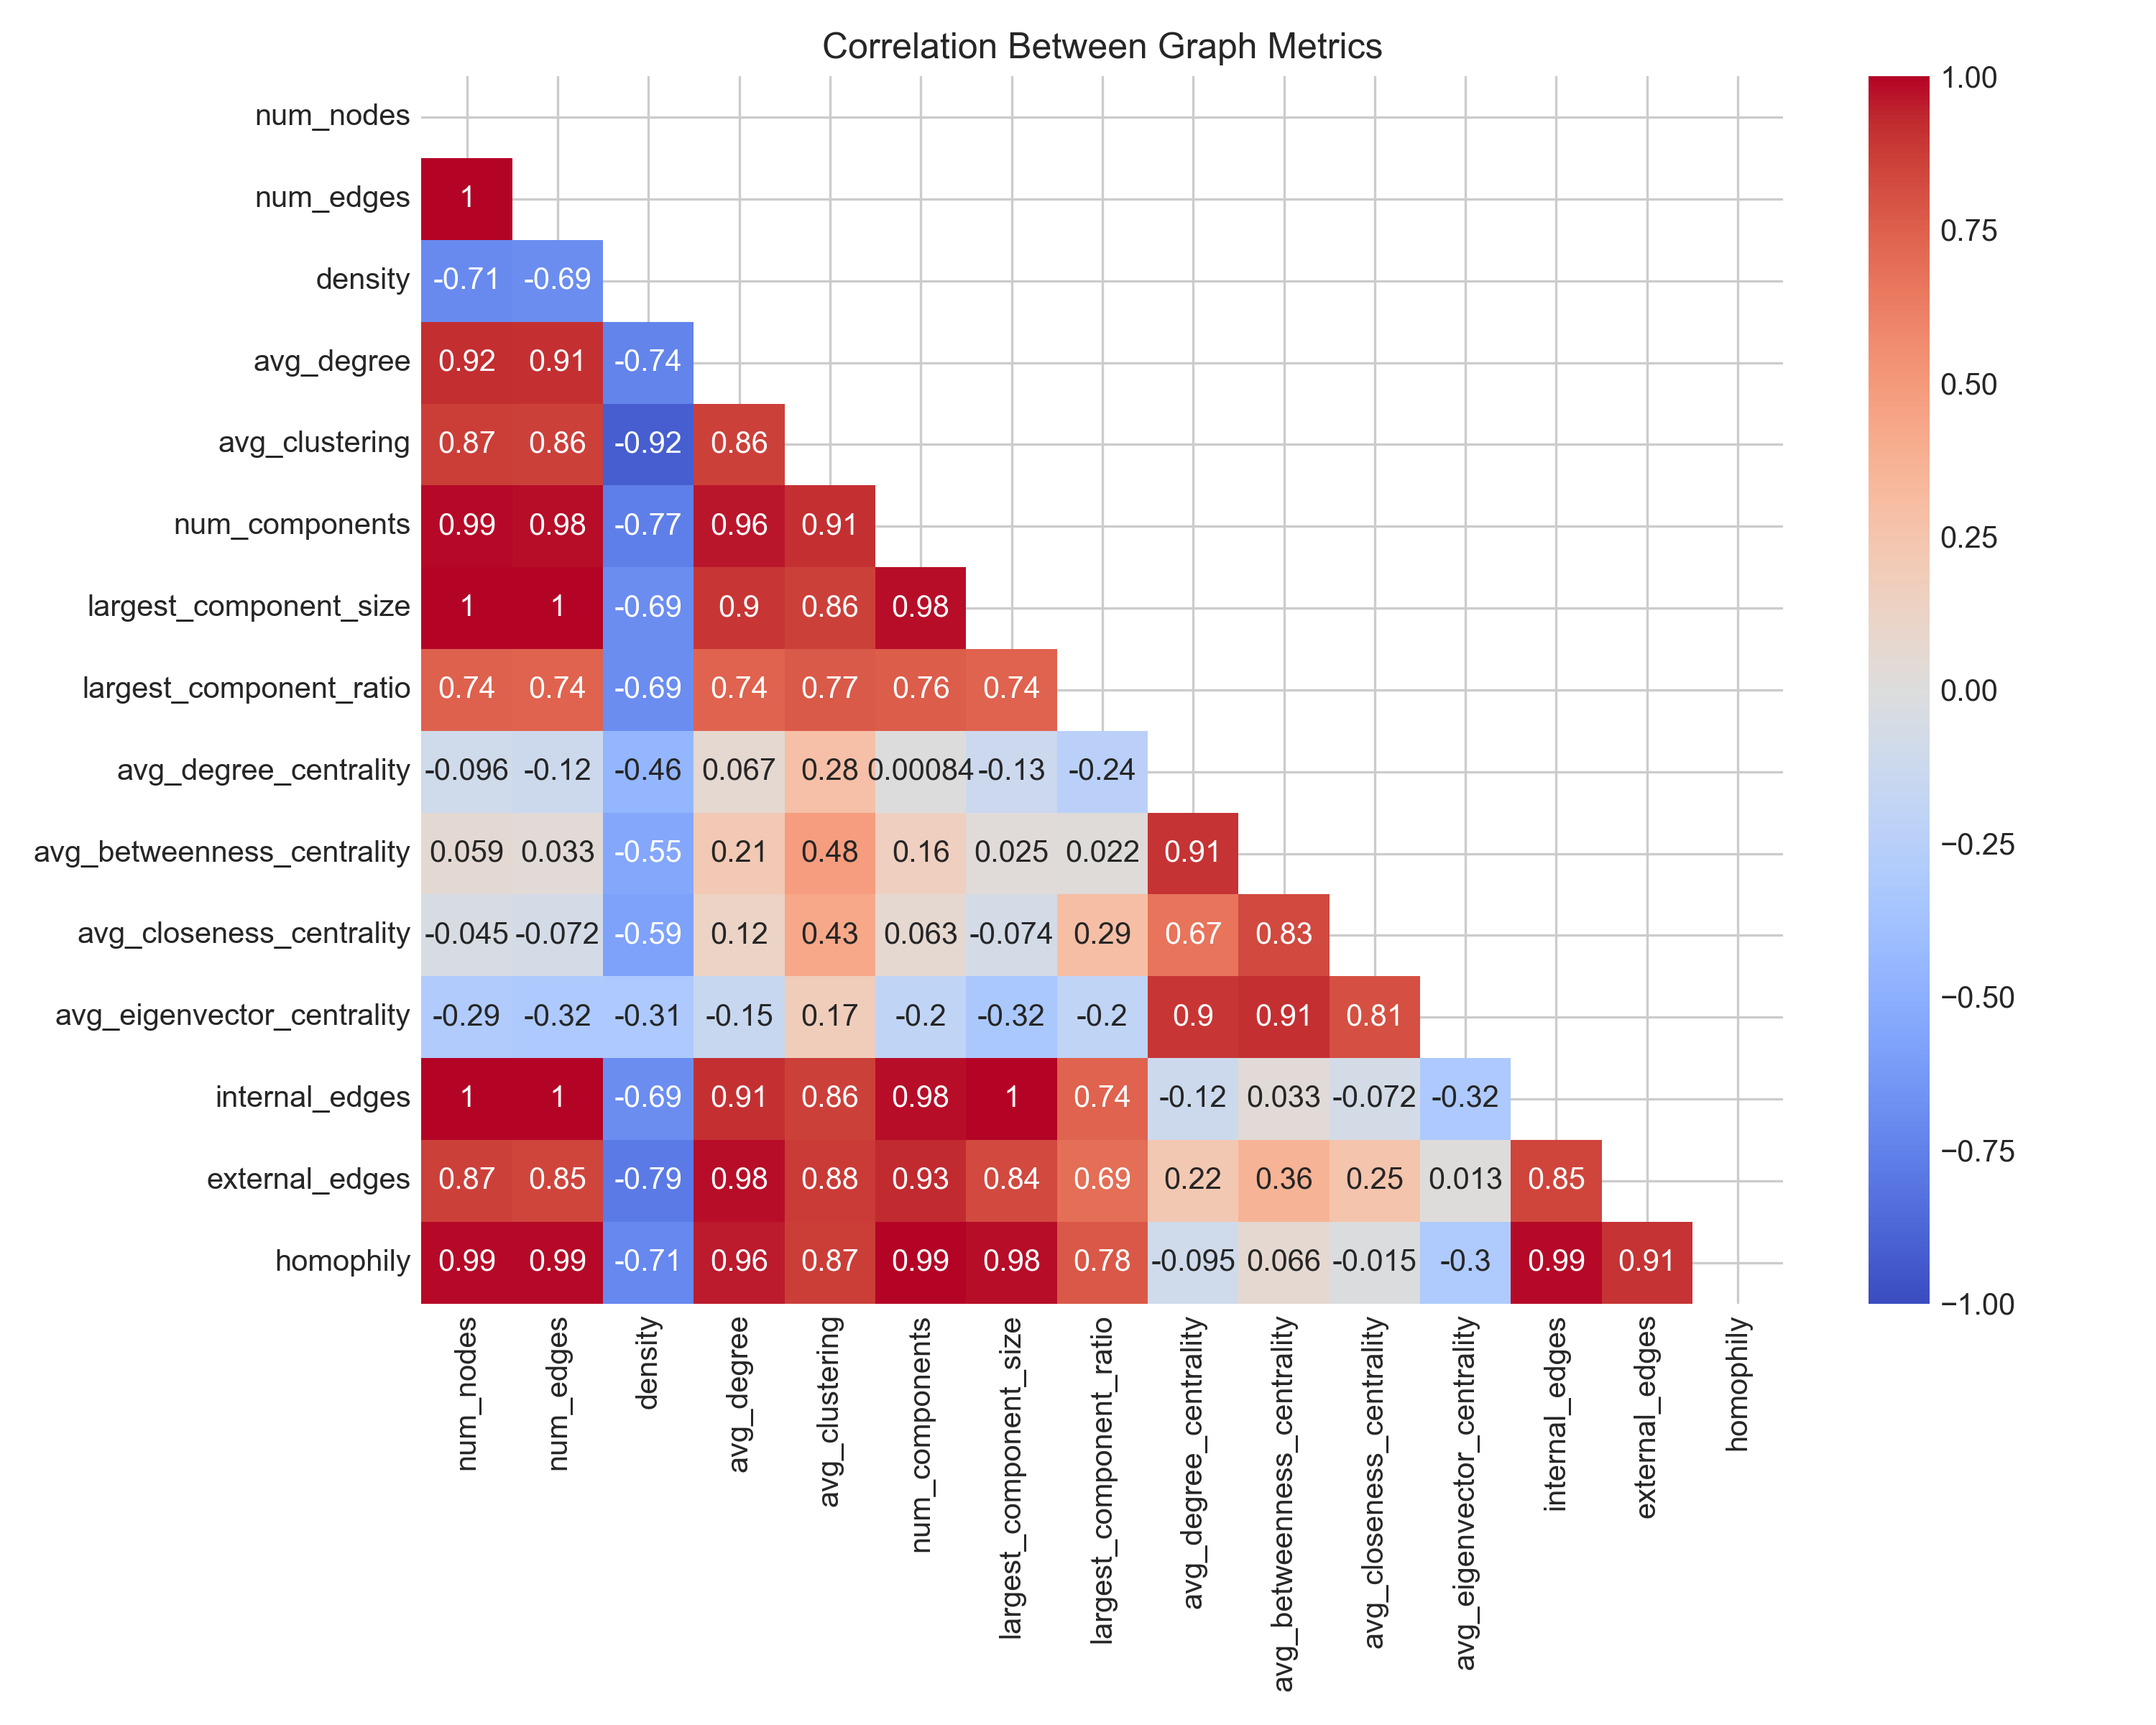 Correlation Between Graph Metrics
num_nodes
num_edges 1
density -0.71 -0.69
avg_degree 0.92 0.91 -0.74
avg_clustering 0.87 0.86 -0.92 0.86
num_components 0.99 0.98 -0.77 0.96 0.91
largest_component_size 1 1 -0.69 0.9 0.86 0.98
largest_component_ratio 0.74 0.74 -0.69 0.74 0.77 0.76 0.74
avg_degree_centrality -0.096 -0.12 -0.46 0.067 0.28 0.00084 -0.13 -0.24
avg_betweenness_centrality 0.059 0.033 -0.55 0.21 0.48 0.16 0.025 0.022 0.91
avg_closeness_centrality -0.045 -0.072 -0.59 0.12 0.43 0.063 -0.074 0.29 0.67 0.83
avg_eigenvector_centrality -0.29 -0.32 -0.31 -0.15 0.17 -0.2 -0.32 -0.2 0.9 0.91 0.81
internal_edges 1 1 -0.69 0.91 0.86 0.98 1 0.74 -0.12 0.033 -0.072 -0.32
external_edges 0.87 0.85 -0.79 0.98 0.88 0.93 0.84 0.69 0.22 0.36 0.25 0.013 0.85
homophily 0.99 0.99 -0.71 0.96 0.87 0.99 0.98 0.78 -0.095 0.066 -0.015 -0.3 0.99 0.91
num_nodes
num_edges
density
avg_degree
avg_clustering
num_components
largest_component_size
largest_component_ratio
avg_degree_centrality
avg_betweenness_centrality
avg_closeness_centrality
avg_eigenvector_centrality
internal_edges
external_edges
homophily
1.00
0.75
0.50
0.25
0.00
−0.25
−0.50
−0.75
−1.00